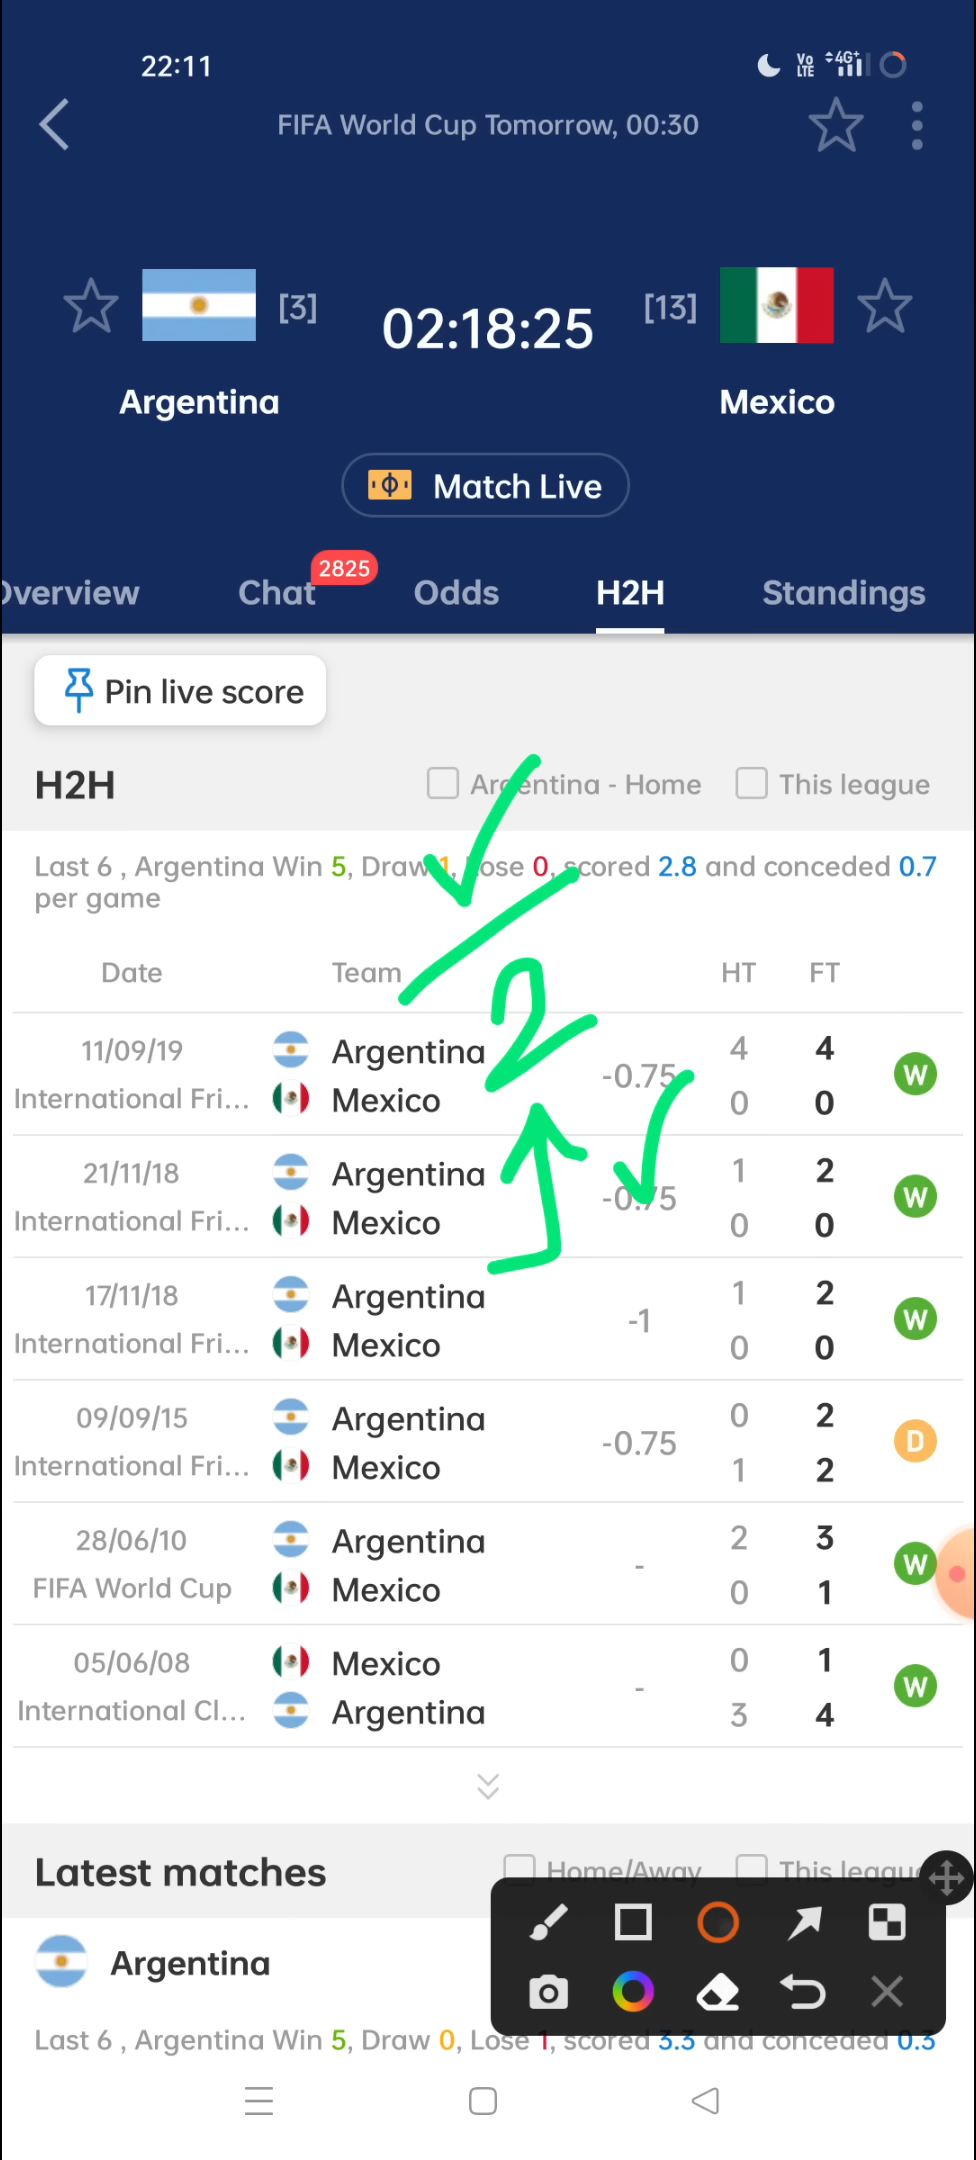 22:11
Vo LTE 4G+
FIFA World Cup Tomorrow, 00:30
[3] 02:18:25 [13]
Argentina Mexico
Match Live
2825
Overview Chat Odds H2H Standings
Pin live score
H2H Argentina - Home This league
Last 6 , Argentina Win 5, Draw 1, Lose 0, scored 2.8 and conceded 0.7
per game
Date Team HT FT
2
11/09/19 Argentina 4 4
-0.75 W
International Fri... Mexico 0 0
21/11/18 Argentina 1 2
-0.75 W
International Fri... Mexico 0 0
17/11/18 Argentina 1 2
-1 W
International Fri... Mexico 0 0
09/09/15 Argentina 0 2
-0.75 D
International Fri... Mexico 1 2
28/06/10 Argentina 2 3
- W
FIFA World Cup Mexico 0 1
05/06/08 Mexico 0 1
- W
International Cl... Argentina 3 4
Latest matches Home/Away This league
Argentina
Last 6 , Argentina Win 5, Draw 0, Lose 1, scored 3.3 and conceded 0.3